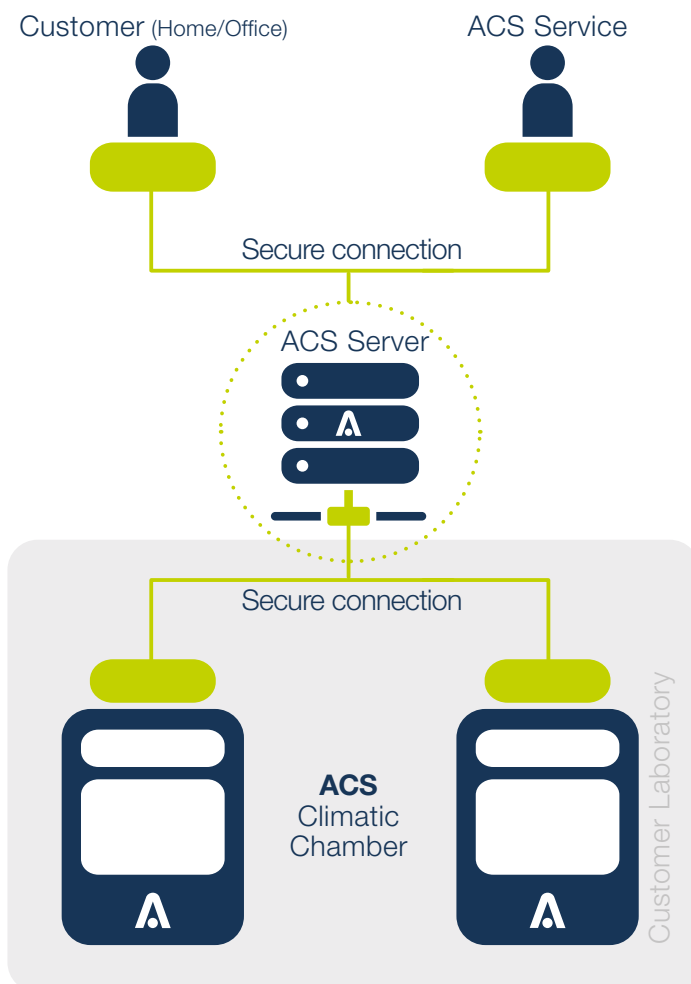 Customer (Home/Office)
ACS Service
Secure connection
ACS Server
Secure connection
ACS
Climatic
Chamber
Customer Laboratory